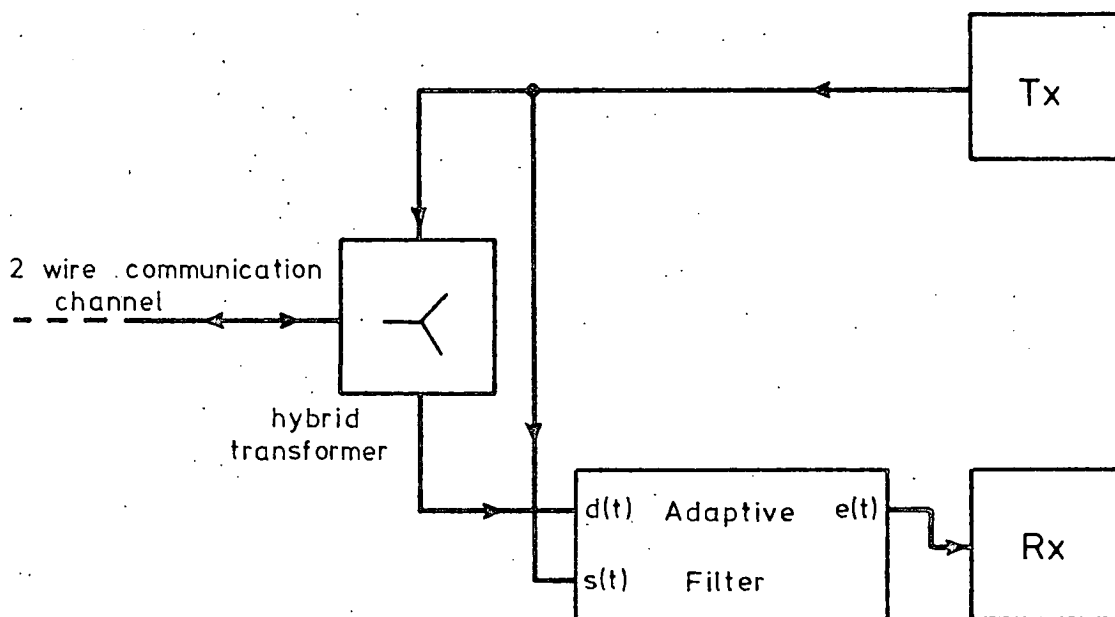 Tx
2 wire communication
channel
hybrid
transformer
d(t) Adaptive e(t)
s(t) Filter
Rx